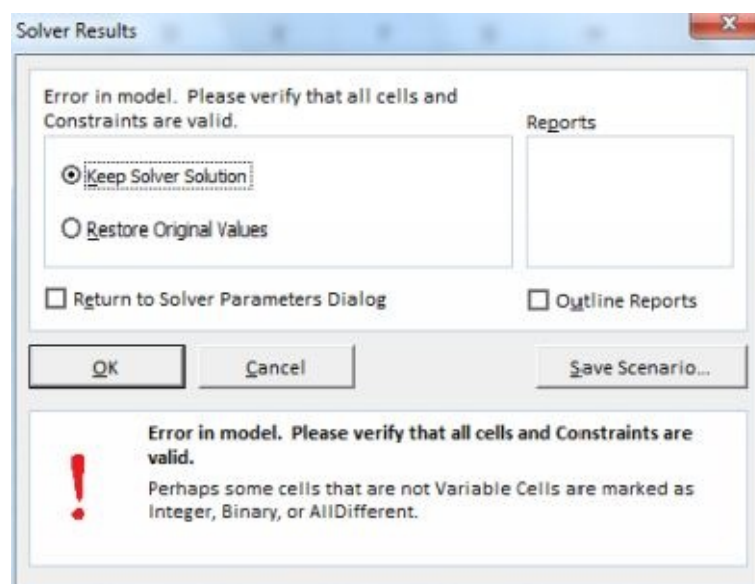 Solver Results
Error in model. Please verify that all cells and
Constraints are valid.
Reports
Keep Solver Solution
Restore Original Values
Return to Solver Parameters Dialog
Outline Reports
OK
Cancel
Save Scenario...
Error in model. Please verify that all cells and Constraints are
valid.
Perhaps some cells that are not Variable Cells are marked as
Integer, Binary, or AllDifferent.